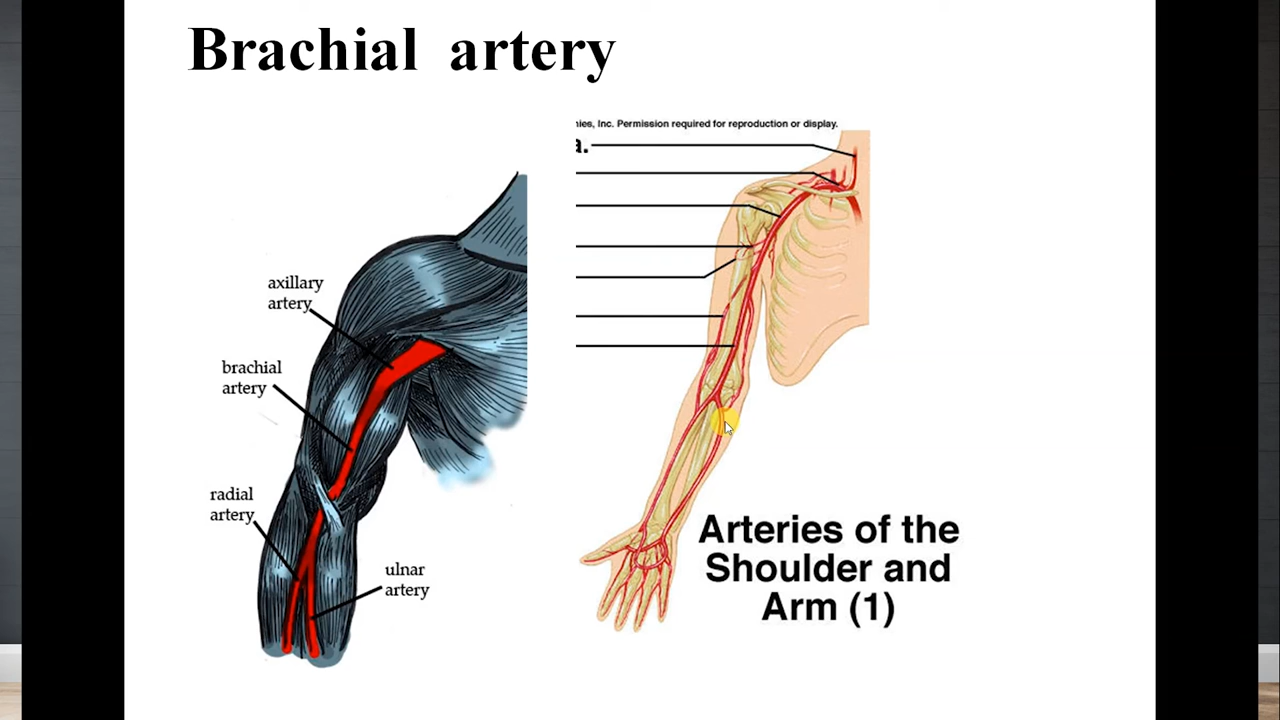 Brachial artery
nies, Inc. Permission required for reproduction or display.
a.
axillary
artery
brachial
artery
radial
artery
ulnar
artery
Arteries of the
Shoulder and
Arm (1)